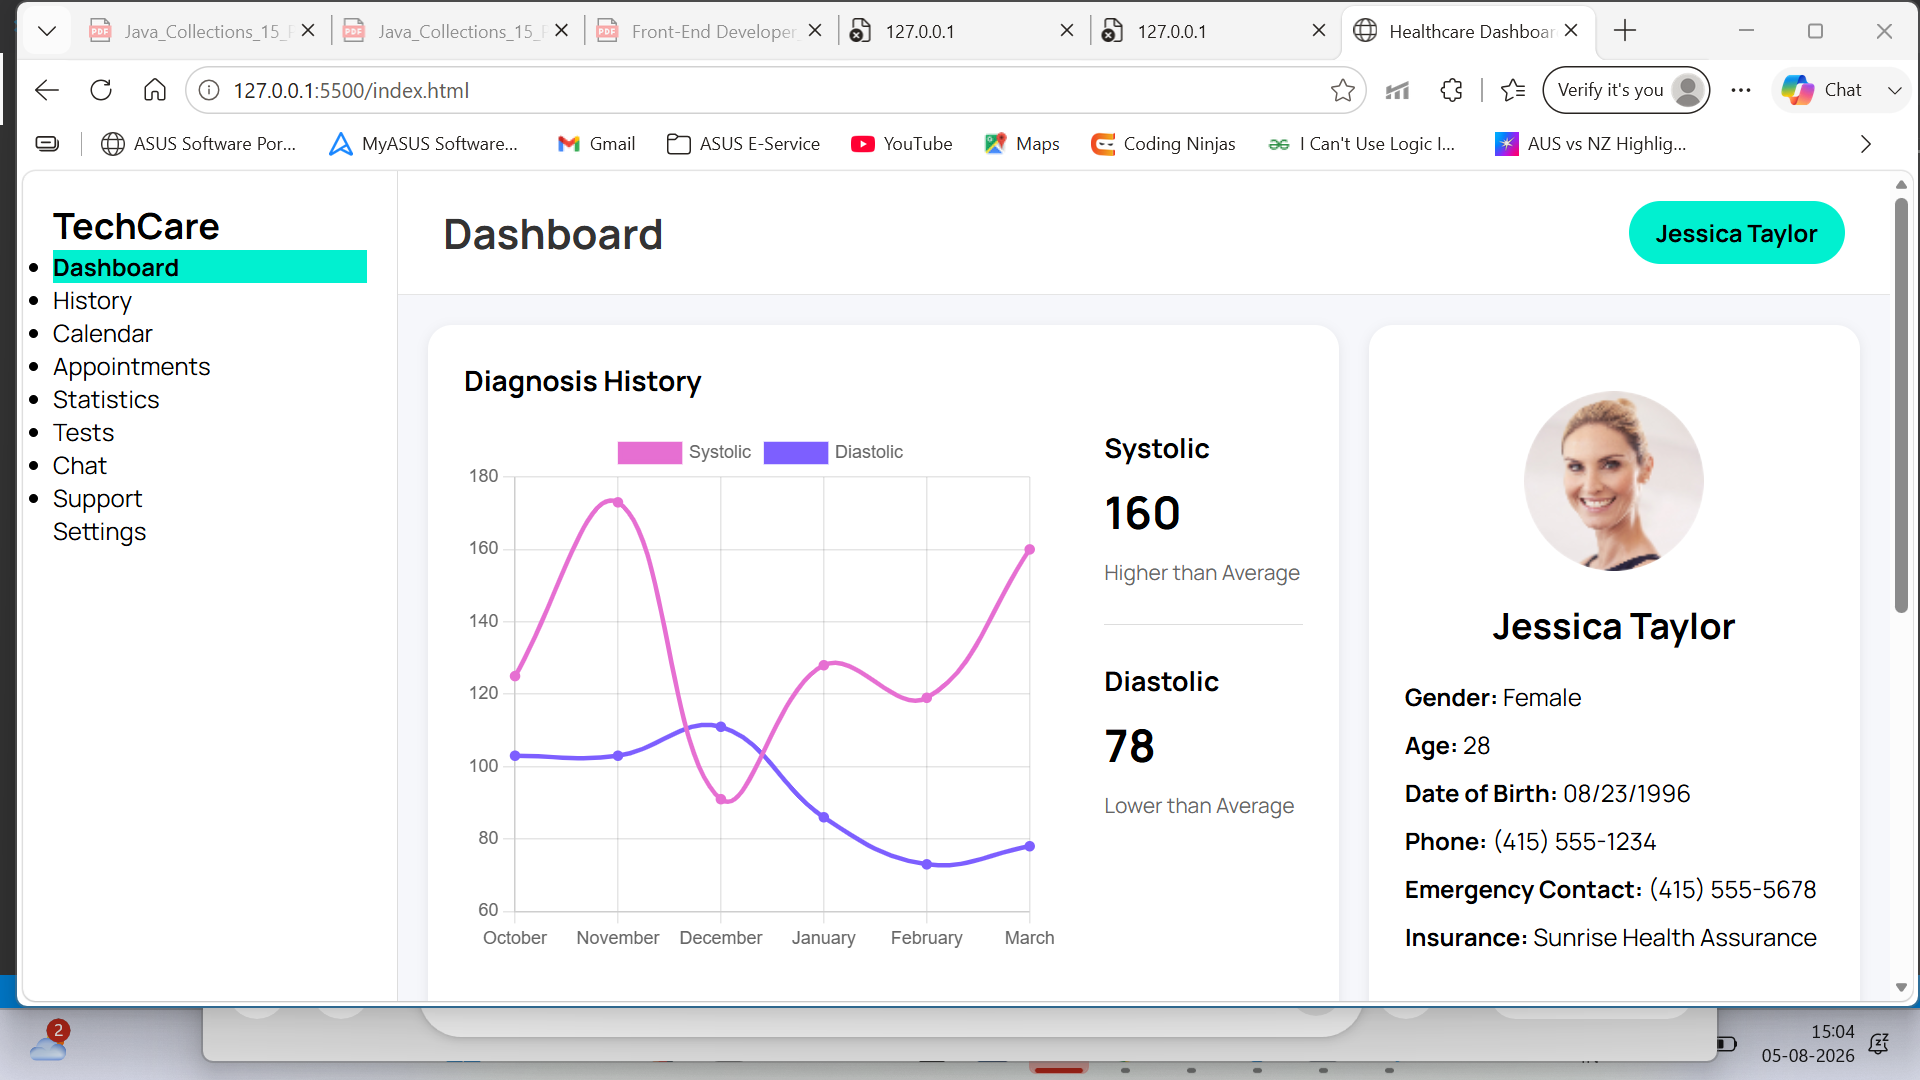 Java_Collections_15_
Java_Collections_15_
Front-End Developer
127.0.0.1
127.0.0.1
Healthcare Dashboar
127.0.0.1:5500/index.html
Verify it's you
Chat
ASUS Software Por...
MyASUS Software...
Gmail
ASUS E-Service
YouTube
Maps
Coding Ninjas
I Can't Use Logic I...
AUS vs NZ Highlig...
TechCare
Dashboard
History
Calendar
Appointments
Statistics
Tests
Chat
Support
Settings
Dashboard
Jessica Taylor
Diagnosis History
Systolic
Diastolic
180
160
140
120
100
80
60
October
November
December
January
February
March
Systolic
160
Higher than Average
Diastolic
78
Lower than Average
Jessica Taylor
Gender: Female
Age: 28
Date of Birth: 08/23/1996
Phone: (415) 555-1234
Emergency Contact: (415) 555-5678
Insurance: Sunrise Health Assurance
2
15:04
05-08-2026